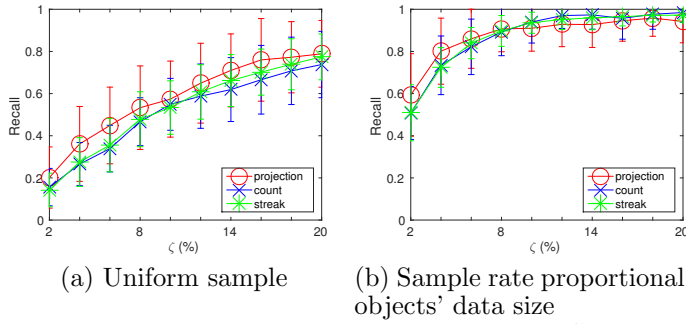 1
0.8
0.6
0.4
0.2
0
Recall
projection
count
streak
2 8 14 20
ζ (%)
(a) Uniform sample
1
0.8
0.6
0.4
0.2
0
Recall
projection
count
streak
2 8 14 20
ζ (%)
(b) Sample rate proportional
objects' data size